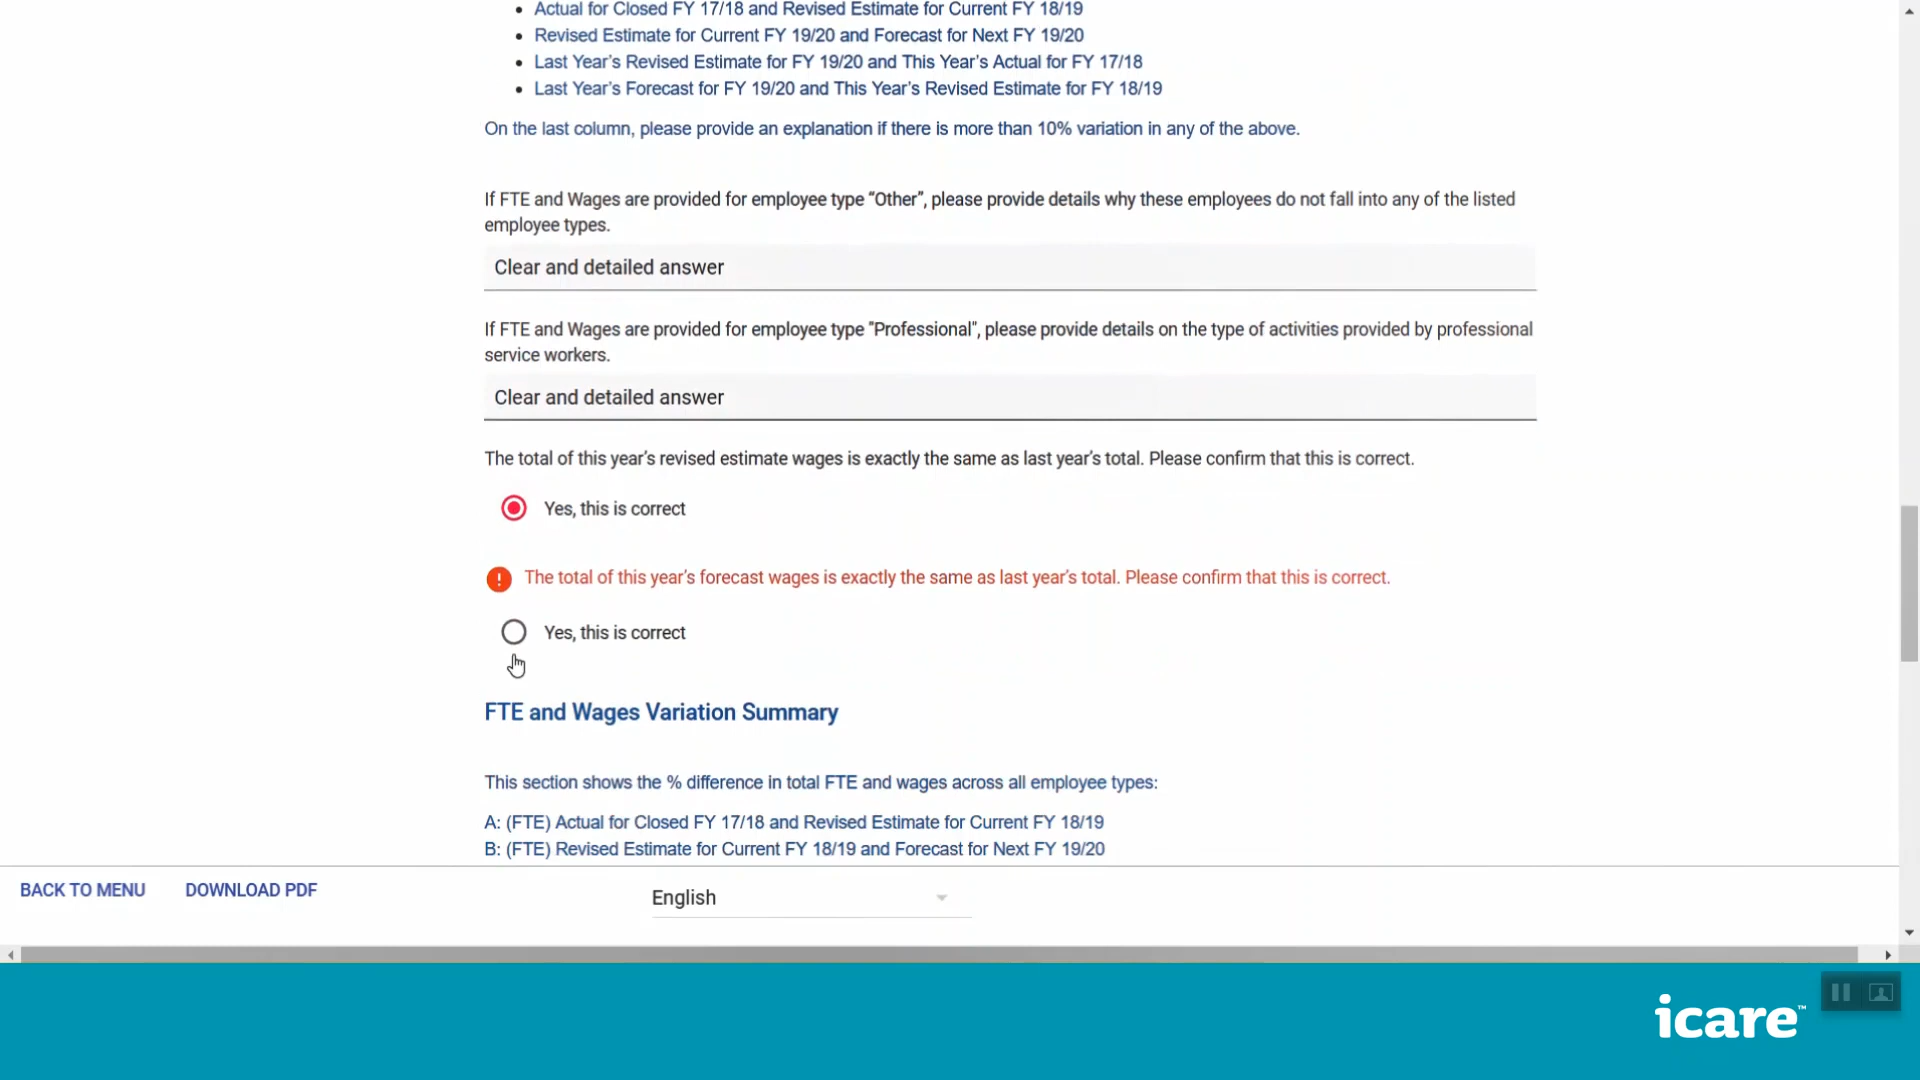 Actual for Closed FY 17/18 and Revised Estimate for Current FY 18/19
Revised Estimate for Current FY 19/20 and Forecast for Next FY 19/20
Last Year's Revised Estimate for FY 19/20 and This Year's Actual for FY 17/18
Last Year's Forecast for FY 19/20 and This Year's Revised Estimate for FY 18/19
On the last column, please provide an explanation if there is more than 10% variation in any of the above.
If FTE and Wages are provided for employee type “Other”, please provide details why these employees do not fall into any of the listed
employee types.
Clear and detailed answer
If FTE and Wages are provided for employee type "Professional", please provide details on the type of activities provided by professional
service workers.
Clear and detailed answer
The total of this year's revised estimate wages is exactly the same as last year's total. Please confirm that this is correct.
Yes, this is correct
The total of this year's forecast wages is exactly the same as last year's total. Please confirm that this is correct.
Yes, this is correct
FTE and Wages Variation Summary
This section shows the % difference in total FTE and wages across all employee types:
A: (FTE) Actual for Closed FY 17/18 and Revised Estimate for Current FY 18/19
B: (FTE) Revised Estimate for Current FY 18/19 and Forecast for Next FY 19/20
BACK TO MENU
DOWNLOAD PDF
English
icare™